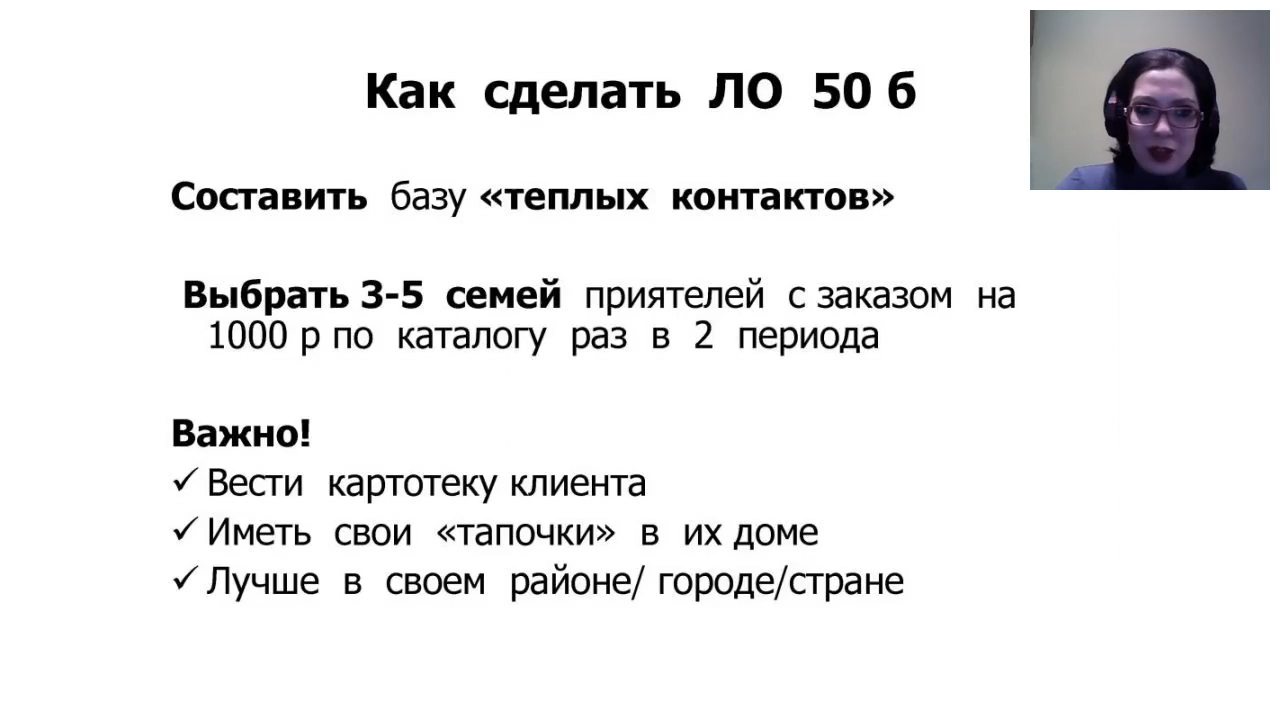 Как сделать ЛО 50 б
Составить базу «теплых контактов»
Выбрать 3-5 семей приятелей с заказом на
1000 р по каталогу раз в 2 периода
Важно!
✓ Вести картотеку клиента
✓ Иметь свои «тапочки» в их доме
✓ Лучше в своем районе/ городе/стране